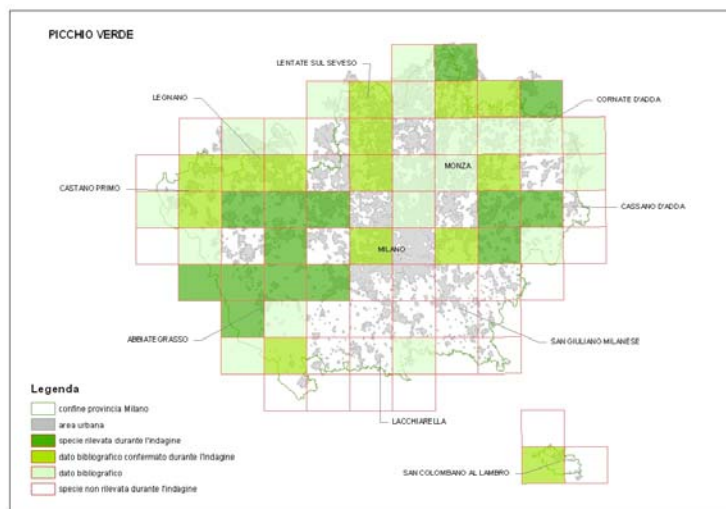 PICCHIO VERDE
LENTATE SUL SEVESO
LEGNANO
CORNATE D'ADDA
MONZA
CASTANO PRIMO
CASSANO D'ADDA
MILANO
ABBIATEGRASSO
SAN GIULIANO MILANESE
LACCHIARELLA
SAN COLOMBANO AL LAMBRO
Legenda
confine provincia Milano
area urbana
specie rilevata durante l'indagine
dato bibliografico confermato durante l'indagine
dato bibliografico
specie non rilevata durante l'indagine